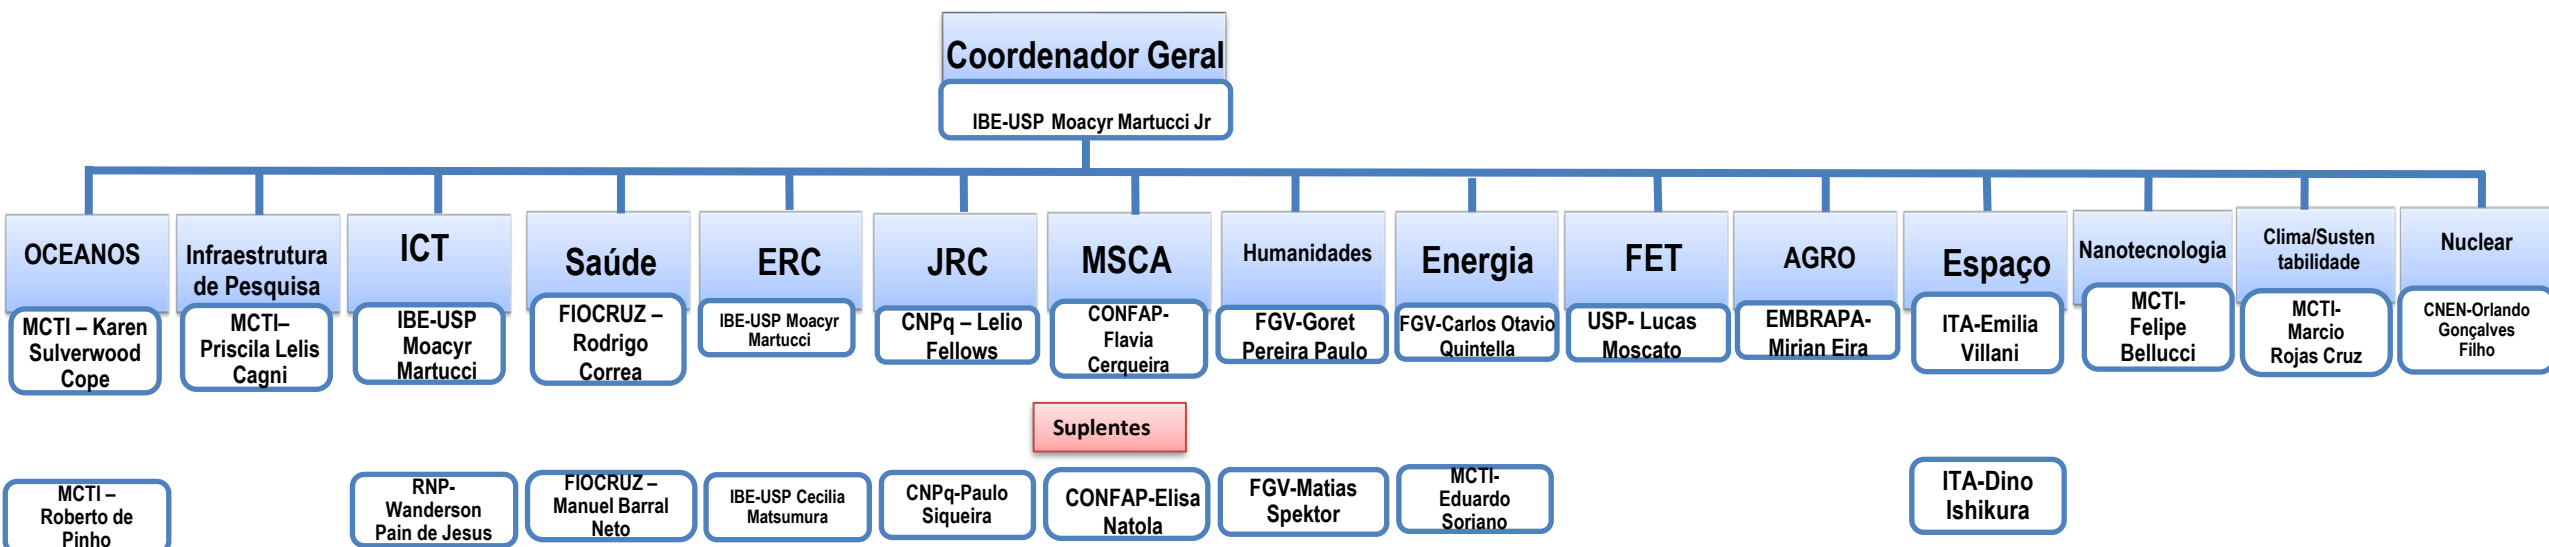 Coordenador Geral
IBE-USP Moacyr Martucci Jr
OCEANOS
MCTI – Karen
Sulverwood
Cope
Infraestrutura
de Pesquisa
MCTI–
Priscila Lelis
Cagni
ICT
IBE-USP
Moacyr
Martucci
Saúde
FIOCRUZ –
Rodrigo
Correa
ERC
IBE-USP Moacyr
Martucci
JRC
CNPq – Lelio
Fellows
MSCA
CONFAP-
Flavia
Cerqueira
Humanidades
FGV-Goret
Pereira Paulo
Energia
FGV-Carlos Otavio
Quintella
FET
USP- Lucas
Moscato
AGRO
EMBRAPA-
Mirian Eira
Espaço
ITA-Emilia
Villani
Nanotecnologia
MCTI-
Felipe
Bellucci
Clima/Susten
tabilidade
MCTI-
Marcio
Rojas Cruz
Nuclear
CNEN-Orlando
Gonçalves
Filho
Suplentes
MCTI –
Roberto de
Pinho
RNP-
Wanderson
Pain de Jesus
FIOCRUZ –
Manuel Barral
Neto
IBE-USP Cecilia
Matsumura
CNPq-Paulo
Siqueira
CONFAP-Elisa
Natola
FGV-Matias
Spektor
MCTI-
Eduardo
Soriano
ITA-Dino
Ishikura